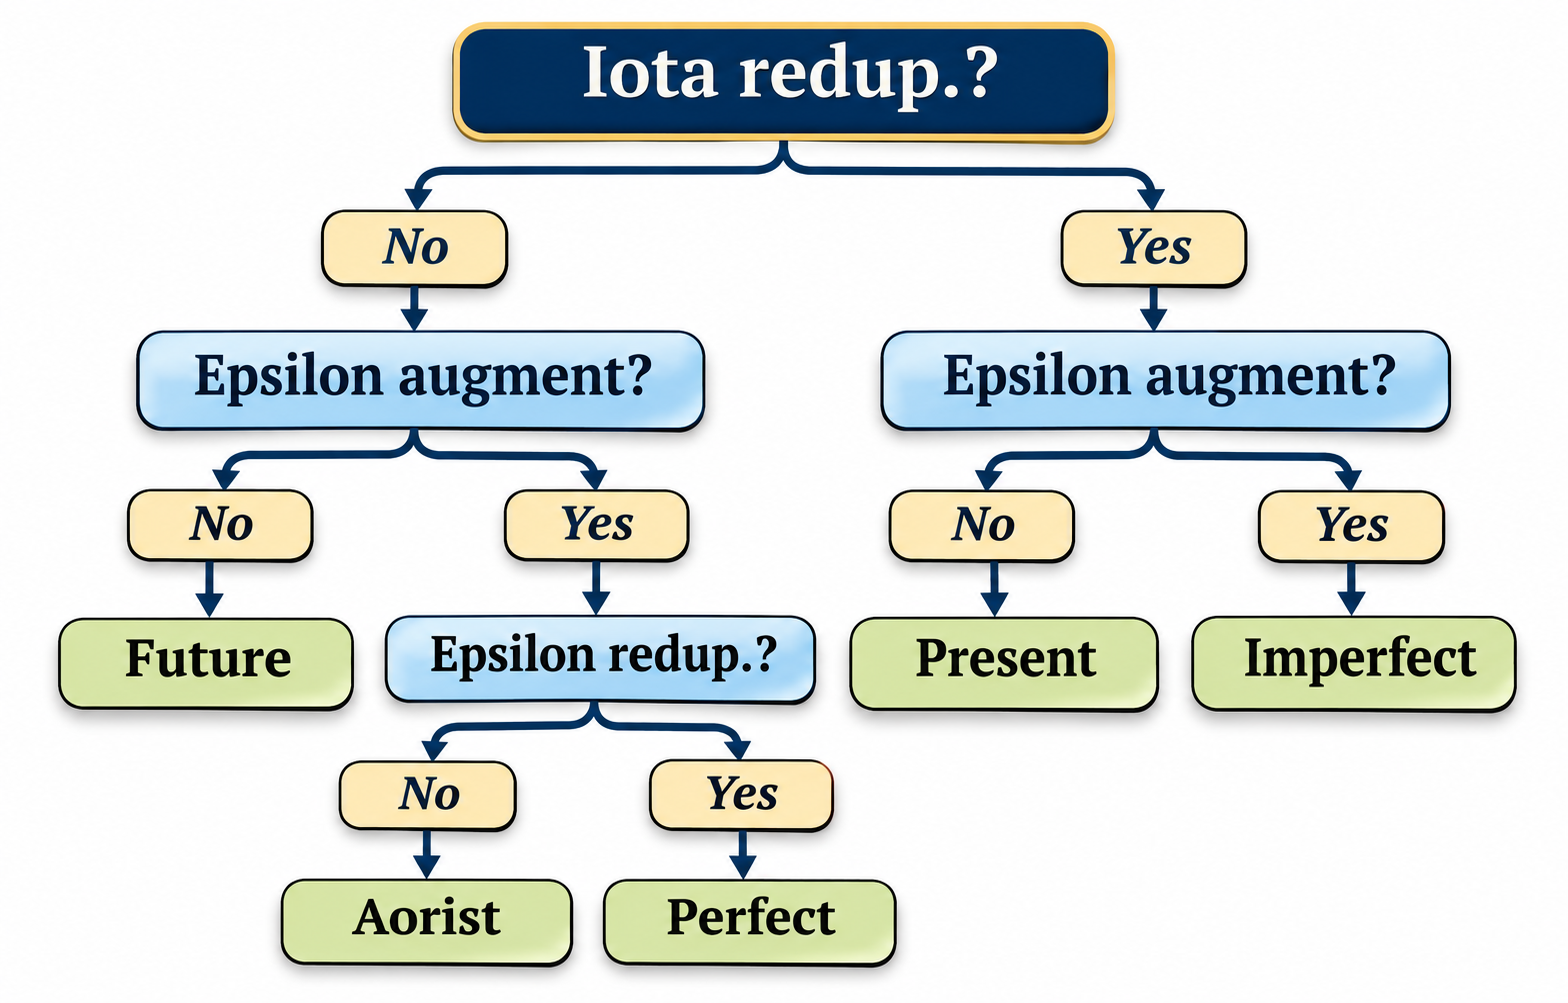 Iota redup.?
No
Yes
Epsilon augment?
Epsilon augment?
No
Yes
No
Yes
Future
Epsilon redup.?
Present
Imperfect
No
Yes
Aorist
Perfect